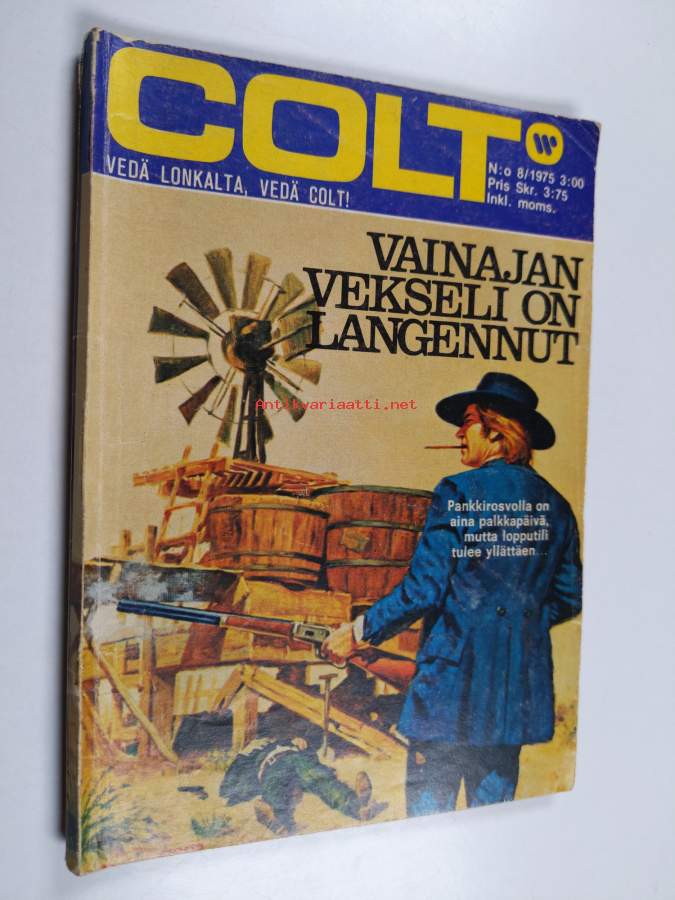 COLT
W
VEDÄ LONKALTA, VEDÄ COLT!
N:o 8/1975 3:00
Pris Skr. 3:75
Inkl. moms.
VAINAJAN
VEKSELI ON
LANGENNUT
Antikvariaatti.net
Pankkirosvolla on
aina palkkapäivä,
mutta lopputili
tulee yllättäen...